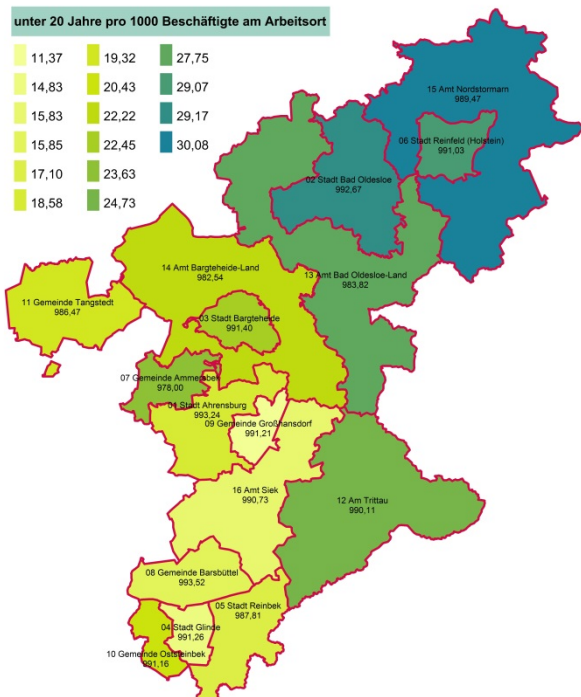 unter 20 Jahre pro 1000 Beschäftigte am Arbeitsort
11,37
14,83
15,83
15,85
17,10
18,58
19,32
20,43
22,22
22,45
23,63
24,73
27,75
29,07
29,17
30,08
15 Amt Nordstormarn
989,47
06 Stadt Reinfeld (Holstein)
991,03
02 Stadt Bad Oldesloe
992,67
14 Amt Bargteheide-Land
982,54
13 Amt Bad Oldesloe-Land
983,82
11 Gemeinde Tangstedt
986,47
03 Stadt Bargteheide
991,40
07 Gemeinde Ammersbek
978,00
01 Stadt Ahrensburg
993,24
09 Gemeinde Großhansdorf
991,21
16 Amt Siek
990,73
12 Am Trittau
990,11
08 Gemeinde Barsbüttel
993,52
05 Stadt Reinbek
987,81
04 Stadt Glinde
991,26
10 Gemeinde Oststeinbek
991,16